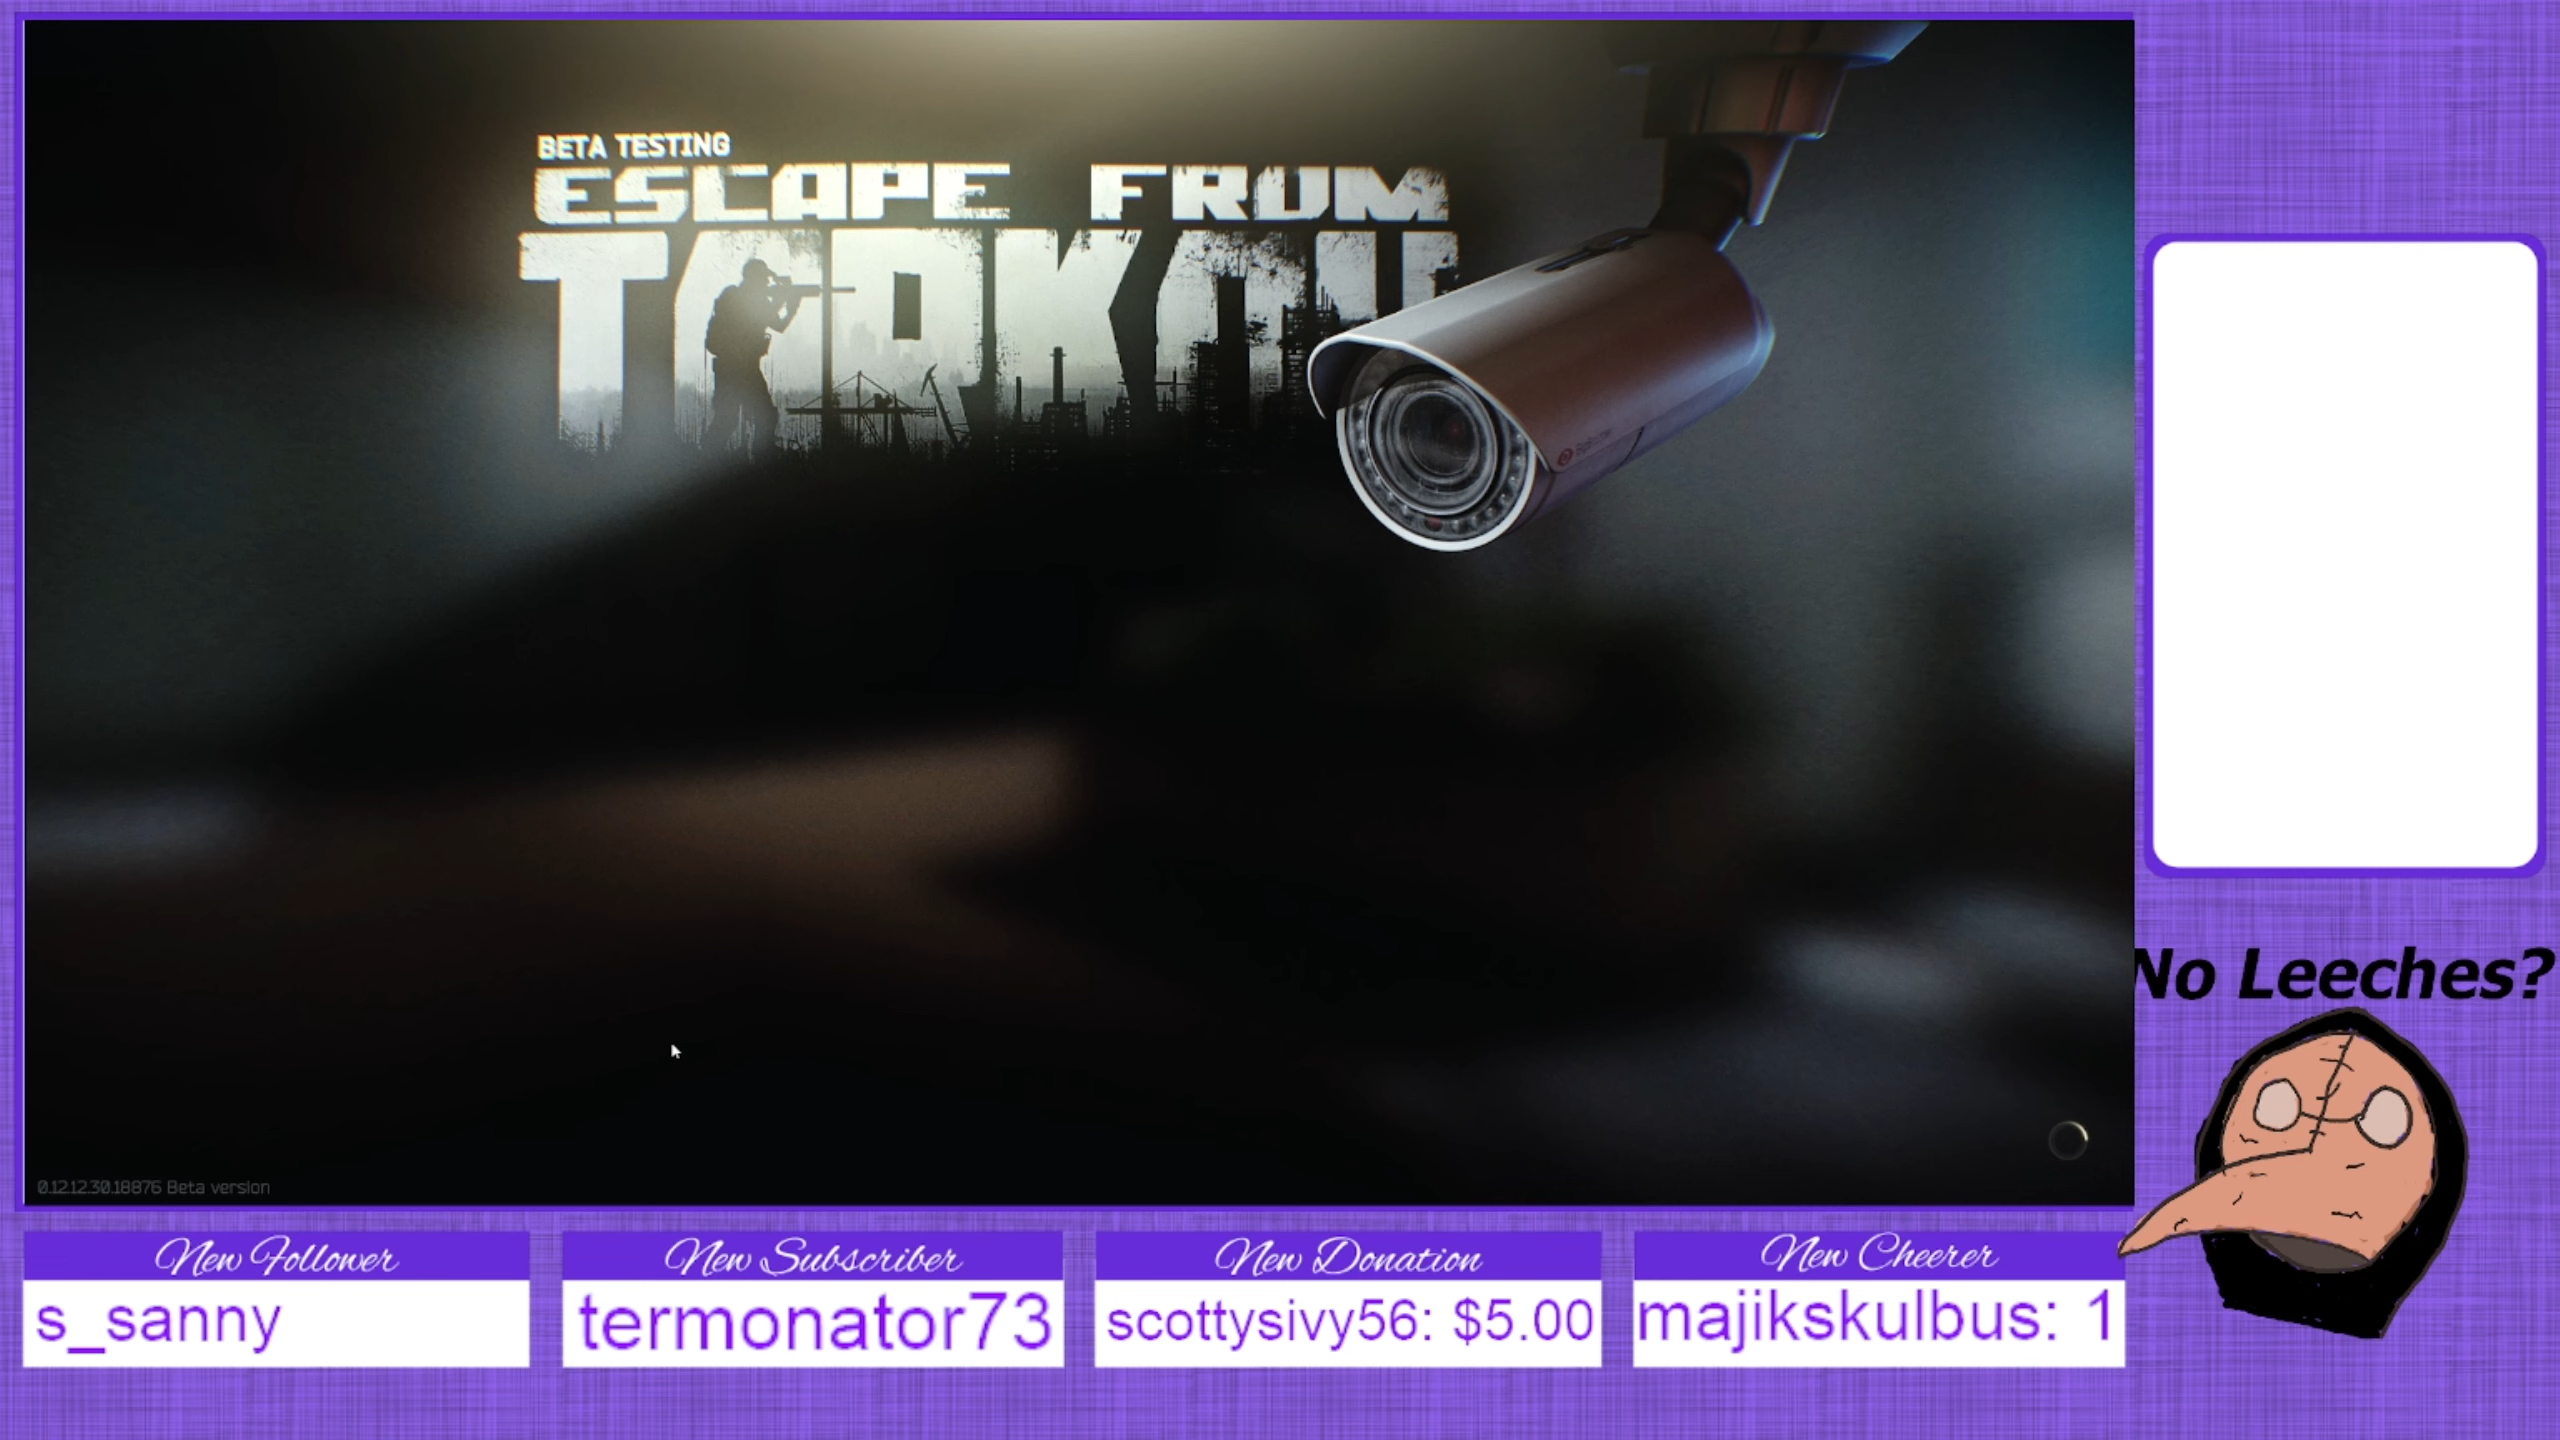 BETA TESTING
ESCAPE FROM
TARKOV
0.12.12.30.18876 Beta version
No Leeches?
New Follower
s_sanny
New Subscriber
termonator73
New Donation
scottysivy56: $5.00
New Cheerer
majikskulbus: 1